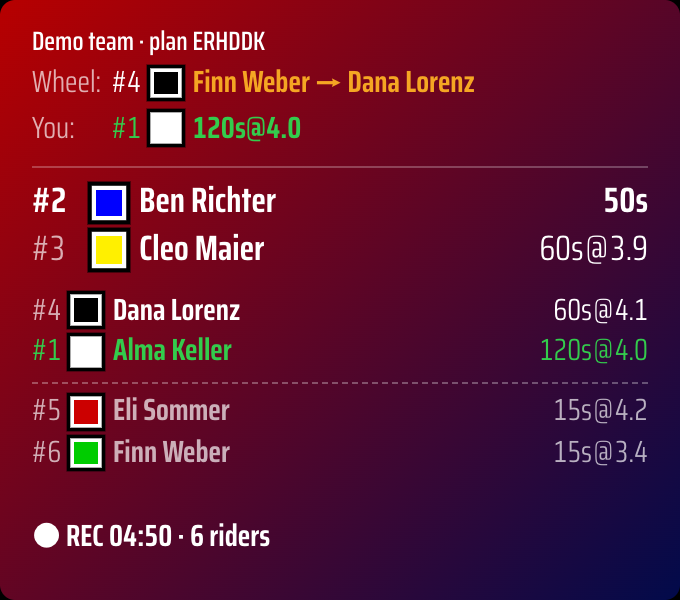 Demo team · plan ERHDDK
Wheel: #4 Finn Weber → Dana Lorenz
You: #1 120s@4.0
#2 Ben Richter 50s
#3 Cleo Maier 60s@3.9
#4 Dana Lorenz 60s@4.1
#1 Alma Keller 120s@4.0
#5 Eli Sommer 15s@4.2
#6 Finn Weber 15s@3.4
REC 04:50 · 6 riders